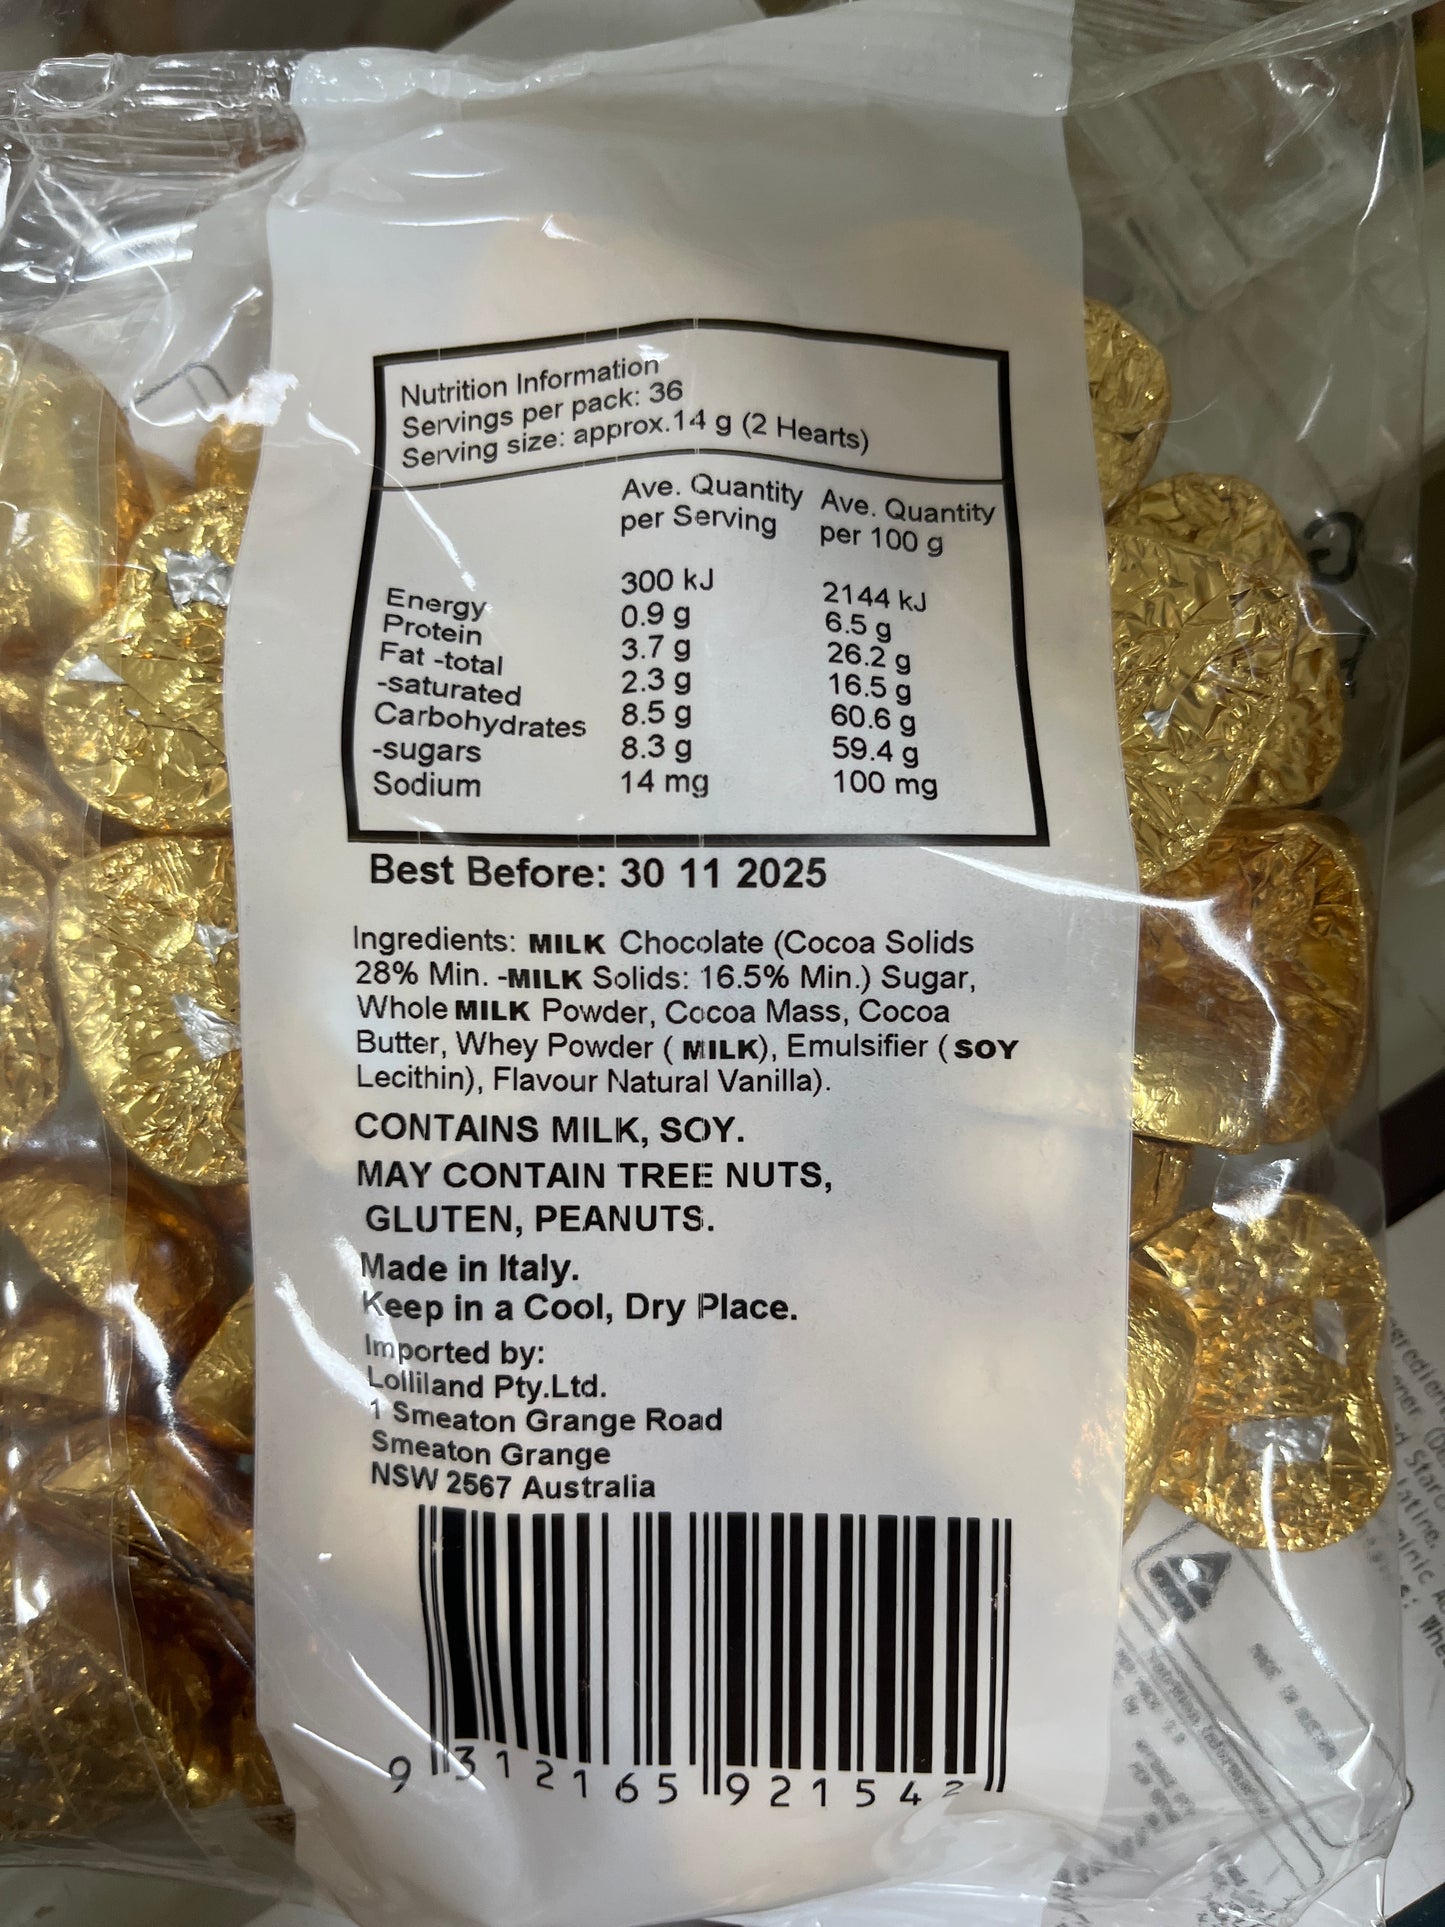 Nutrition Information
Servings per pack: 36
Serving size: approx.14 g (2 Hearts)
Ave. Quantity per Serving Ave. Quantity per 100 g
Energy 300 kJ 2144 kJ
Protein 0.9 g 6.5 g
Fat -total 3.7 g 26.2 g
-saturated 2.3 g 16.5 g
Carbohydrates 8.5 g 60.6 g
-sugars 8.3 g 59.4 g
Sodium 14 mg 100 mg
Best Before: 30 11 2025
Ingredients: MILK Chocolate (Cocoa Solids
28% Min. -MILK Solids: 16.5% Min.) Sugar,
Whole MILK Powder, Cocoa Mass, Cocoa
Butter, Whey Powder ( MILK), Emulsifier ( SOY
Lecithin), Flavour Natural Vanilla).
CONTAINS MILK, SOY.
MAY CONTAIN TREE NUTS,
GLUTEN, PEANUTS.
Made in Italy.
Keep in a Cool, Dry Place.
Imported by:
Lolliland Pty.Ltd.
1 Smeaton Grange Road
Smeaton Grange
NSW 2567 Australia
9 312165 921542